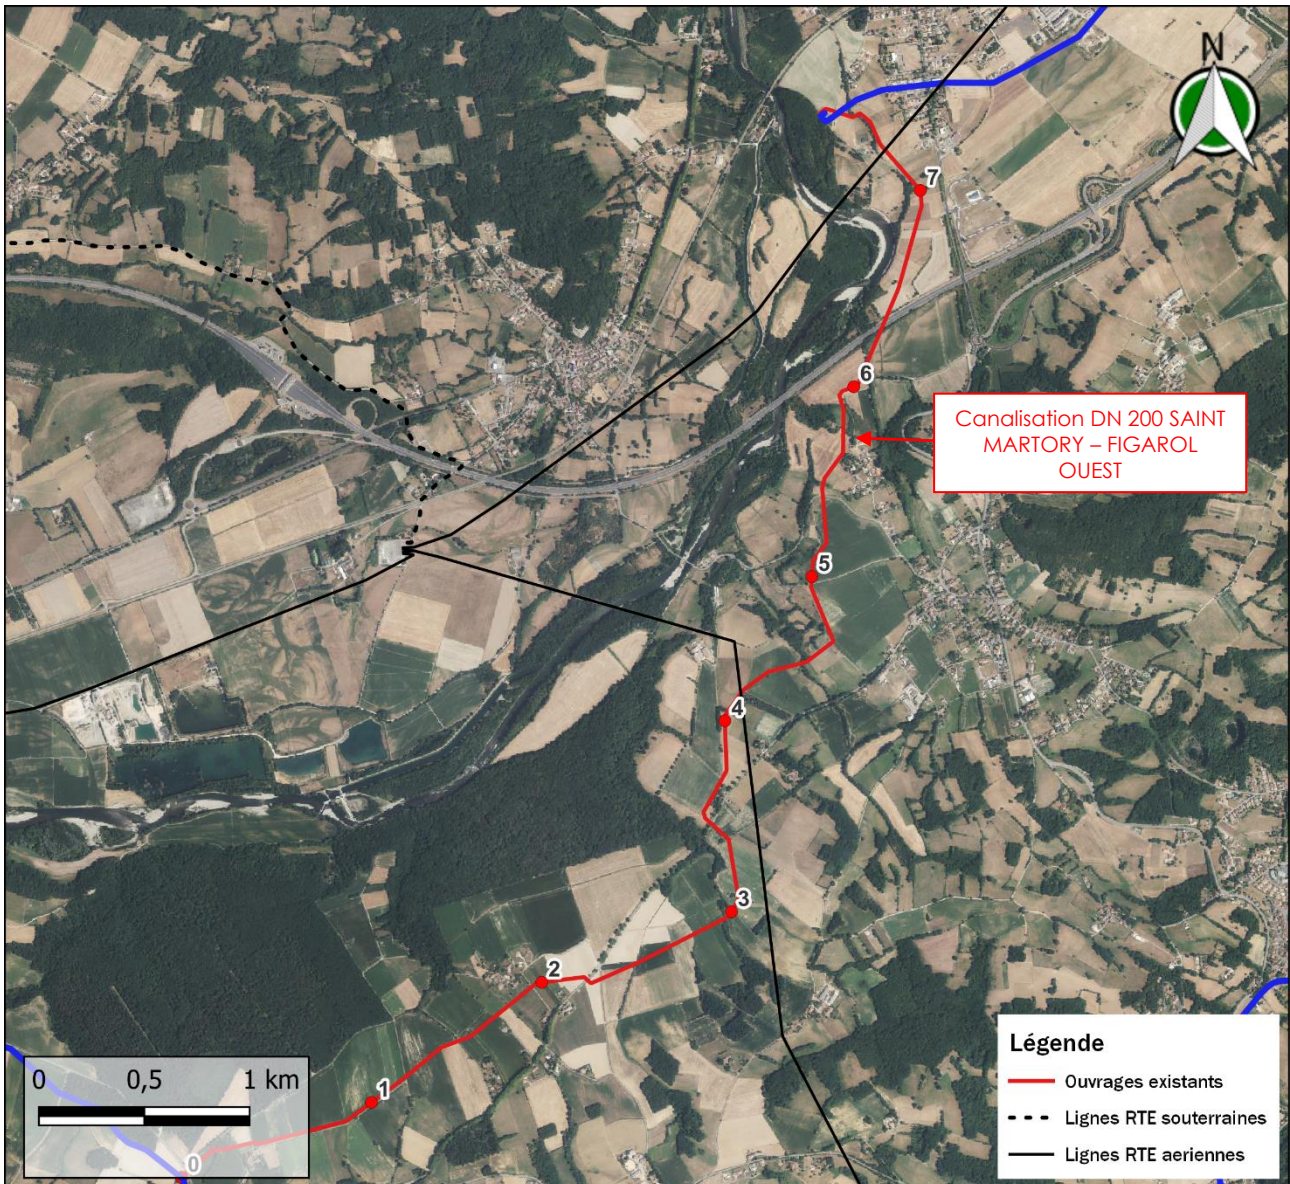 N
7
6
Canalisation DN 200 SAINT
MARTORY – FIGAROL
OUEST
5
4
3
2
1
0
Légende
Ouvrages existants
Lignes RTE souterraines
Lignes RTE aeriennes
0 0,5 1 km